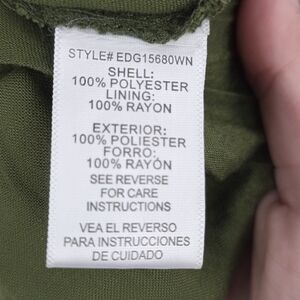 STYLE# EDG15680WN
SHELL:
100% POLYESTER
LINING:
100% RAYON
EXTERIOR:
100% POLIESTER
FORRO:
100% RAYÓN
SEE REVERSE
FOR CARE
INSTRUCTIONS
VEA EL REVERSO
PARA INSTRUCCIONES
DE CUIDADO